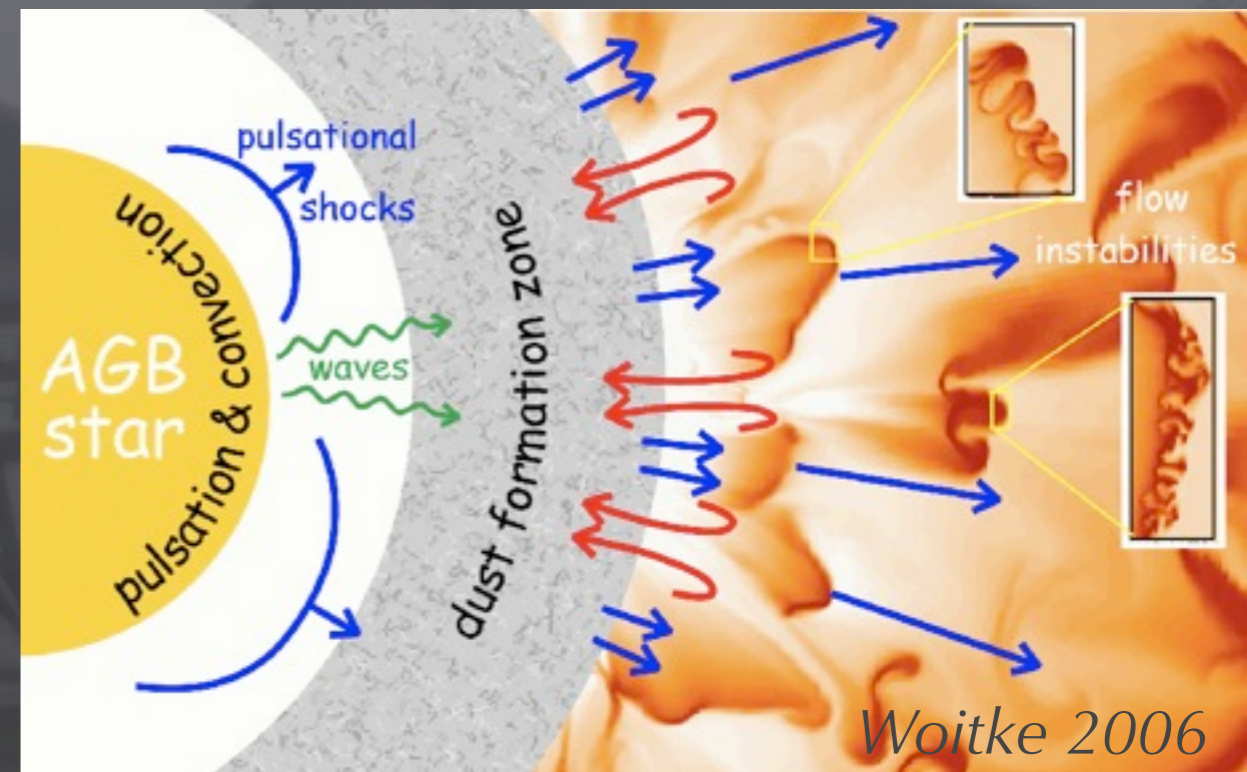 pulsational
shocks
AGB
star
pulsation & convection
waves
dust formation zone
flow
instabilities
Woitke 2006